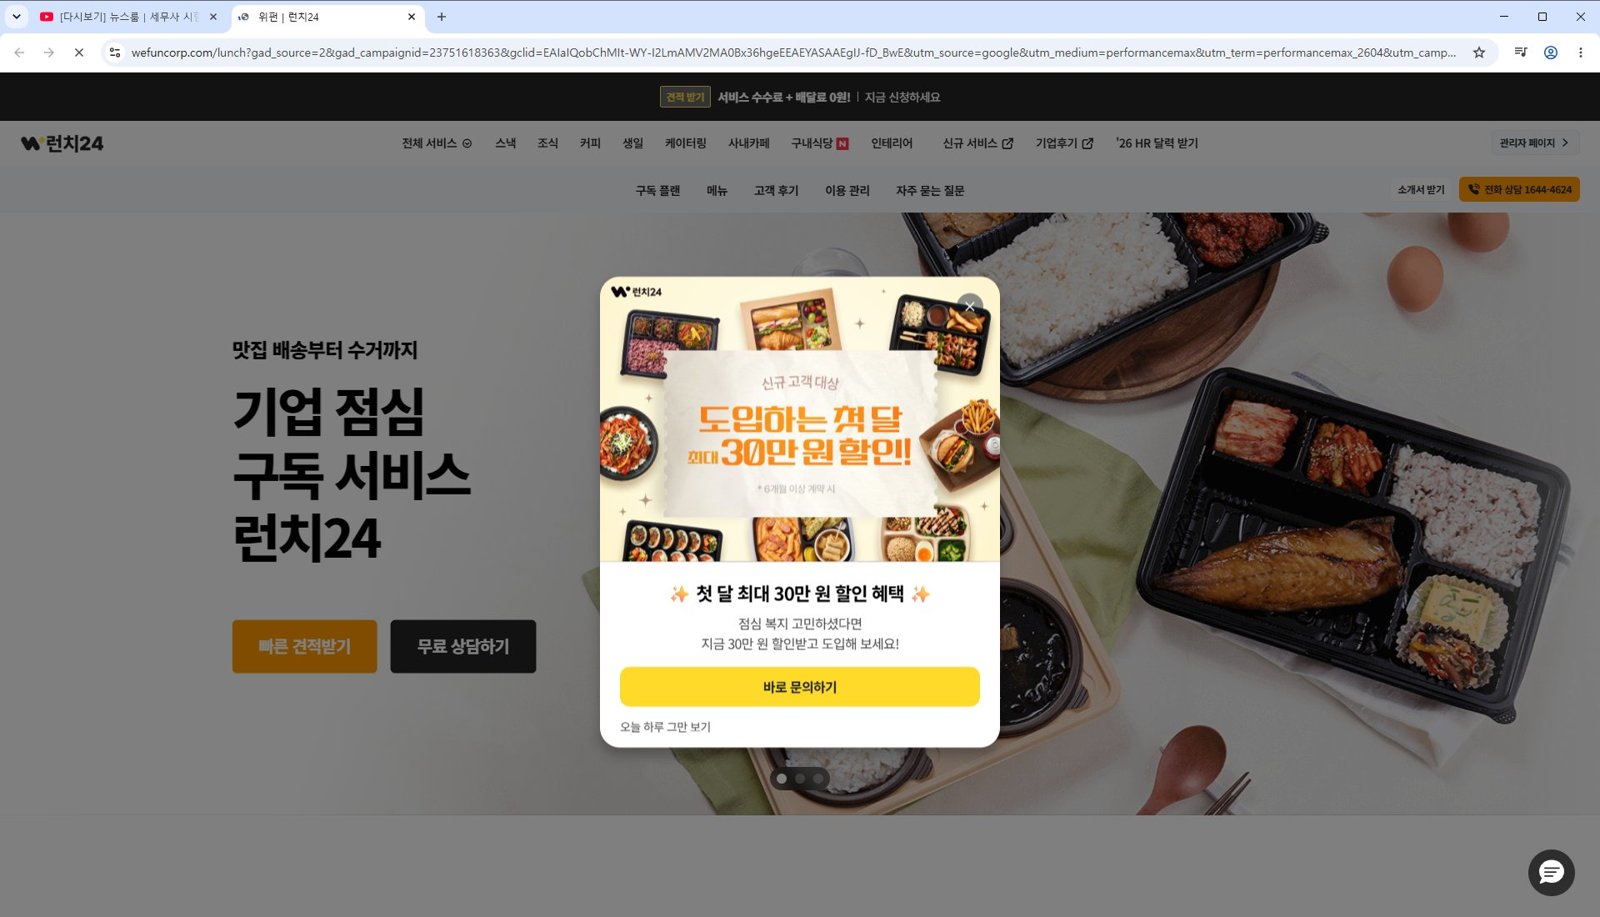 [다시보기] 뉴스룸 | 세무사 시험
위펀 | 런치24
wefuncorp.com/lunch?gad_source=2&gad_campaignid=23751618363&gclid=EAIaIQobChMIt-WY-I2LmAMV2MA0Bx36hgeEEAEYASAAEgIJ-fD_BwE&utm_source=google&utm_medium=performancemax&utm_term=performancemax_2604&utm_camp...
견적 받기 서비스 수수료 + 배달료 0원! | 지금 신청하세요
런치24
전체 서비스 스낵 조식 커피 생일 케이터링 사내카페 구내식당 N 인테리어 신규 서비스 기업후기 '26 HR 달력 받기
관리자 페이지
구독 플랜 메뉴 고객 후기 이용 관리 자주 묻는 질문
소개서 받기 전화 상담 1644-4624
맛집 배송부터 수거까지
기업 점심
구독 서비스
런치24
빠른 견적받기 무료 상담하기
런치24
신규 고객 대상
도입하는 첫 달
최대 30만 원 할인!
* 6개월 이상 계약 시
✨ 첫 달 최대 30만 원 할인 혜택 ✨
점심 복지 고민하셨다면
지금 30만 원 할인받고 도입해 보세요!
바로 문의하기
오늘 하루 그만 보기